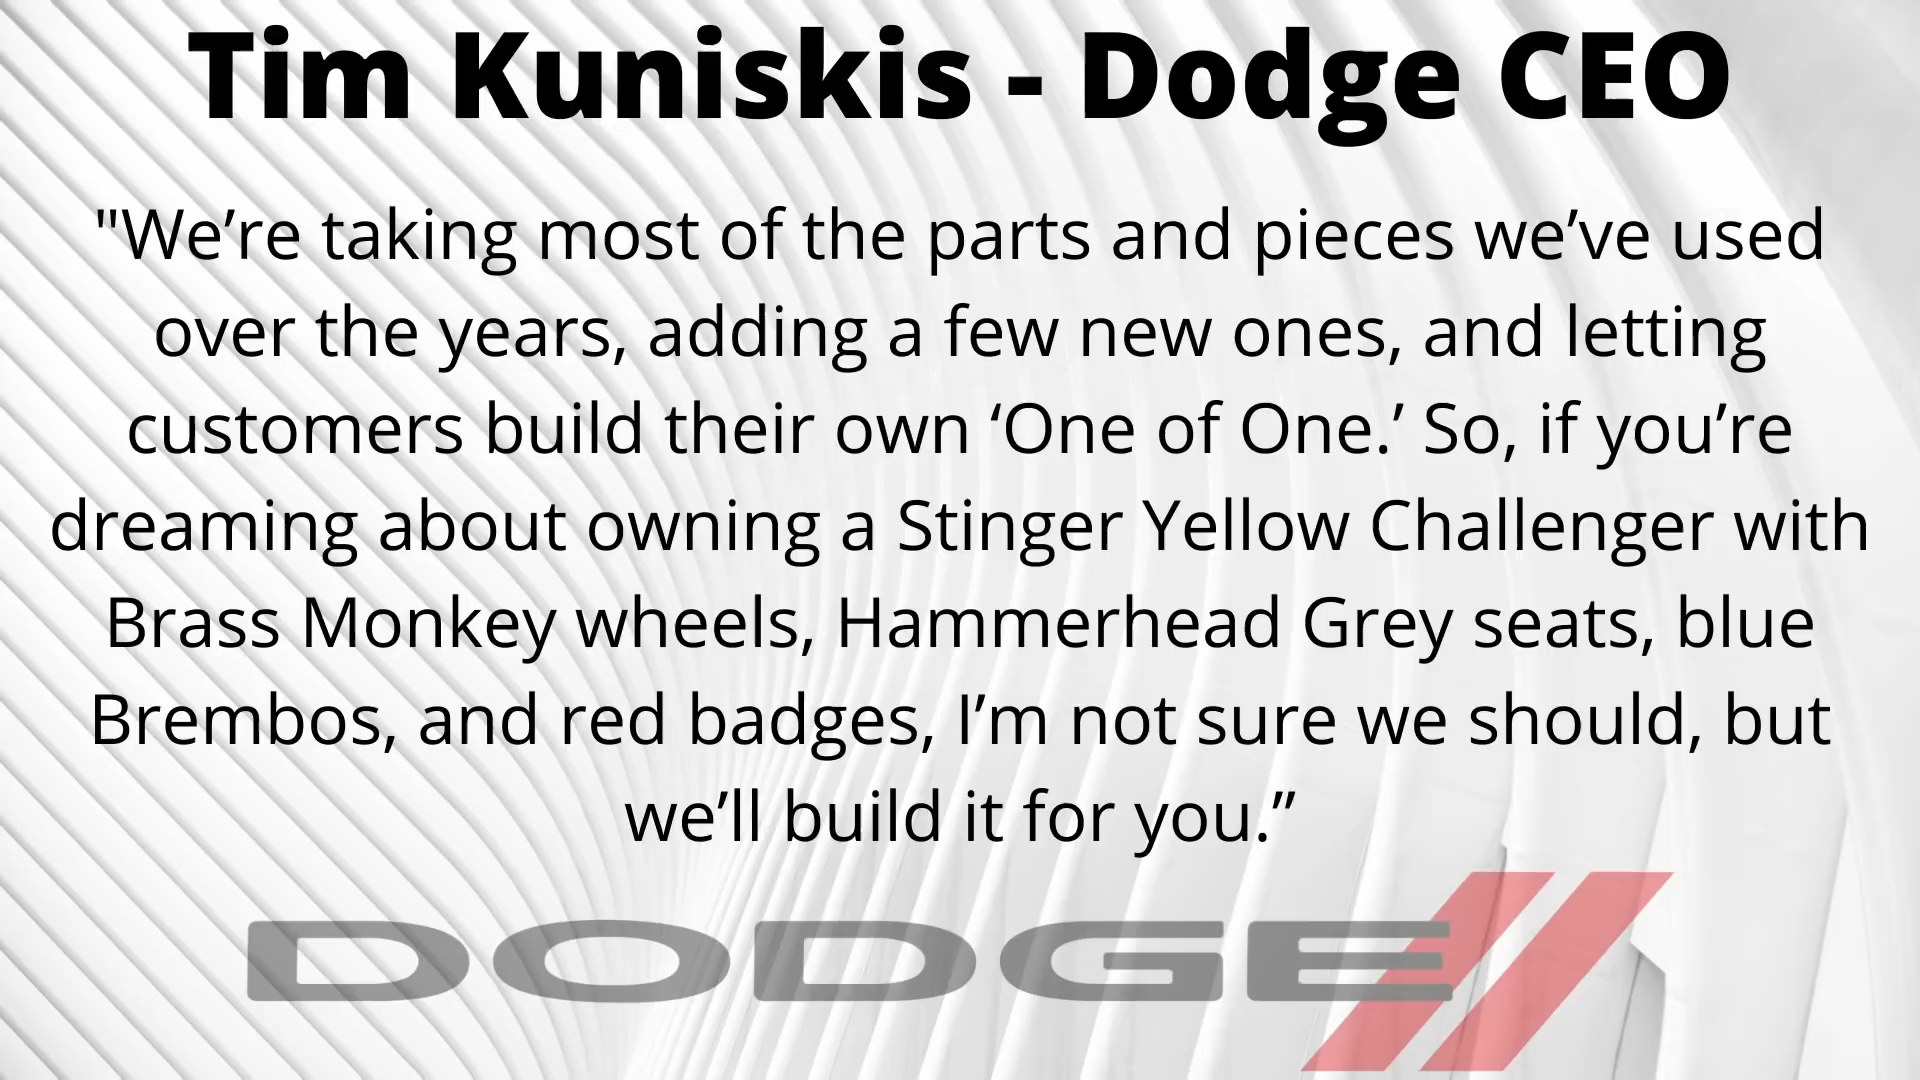 Tim Kuniskis - Dodge CEO
"We’re taking most of the parts and pieces we’ve used
over the years, adding a few new ones, and letting
customers build their own ‘One of One.’ So, if you’re
dreaming about owning a Stinger Yellow Challenger with
Brass Monkey wheels, Hammerhead Grey seats, blue
Brembos, and red badges, I’m not sure we should, but
we’ll build it for you.”
DODGE